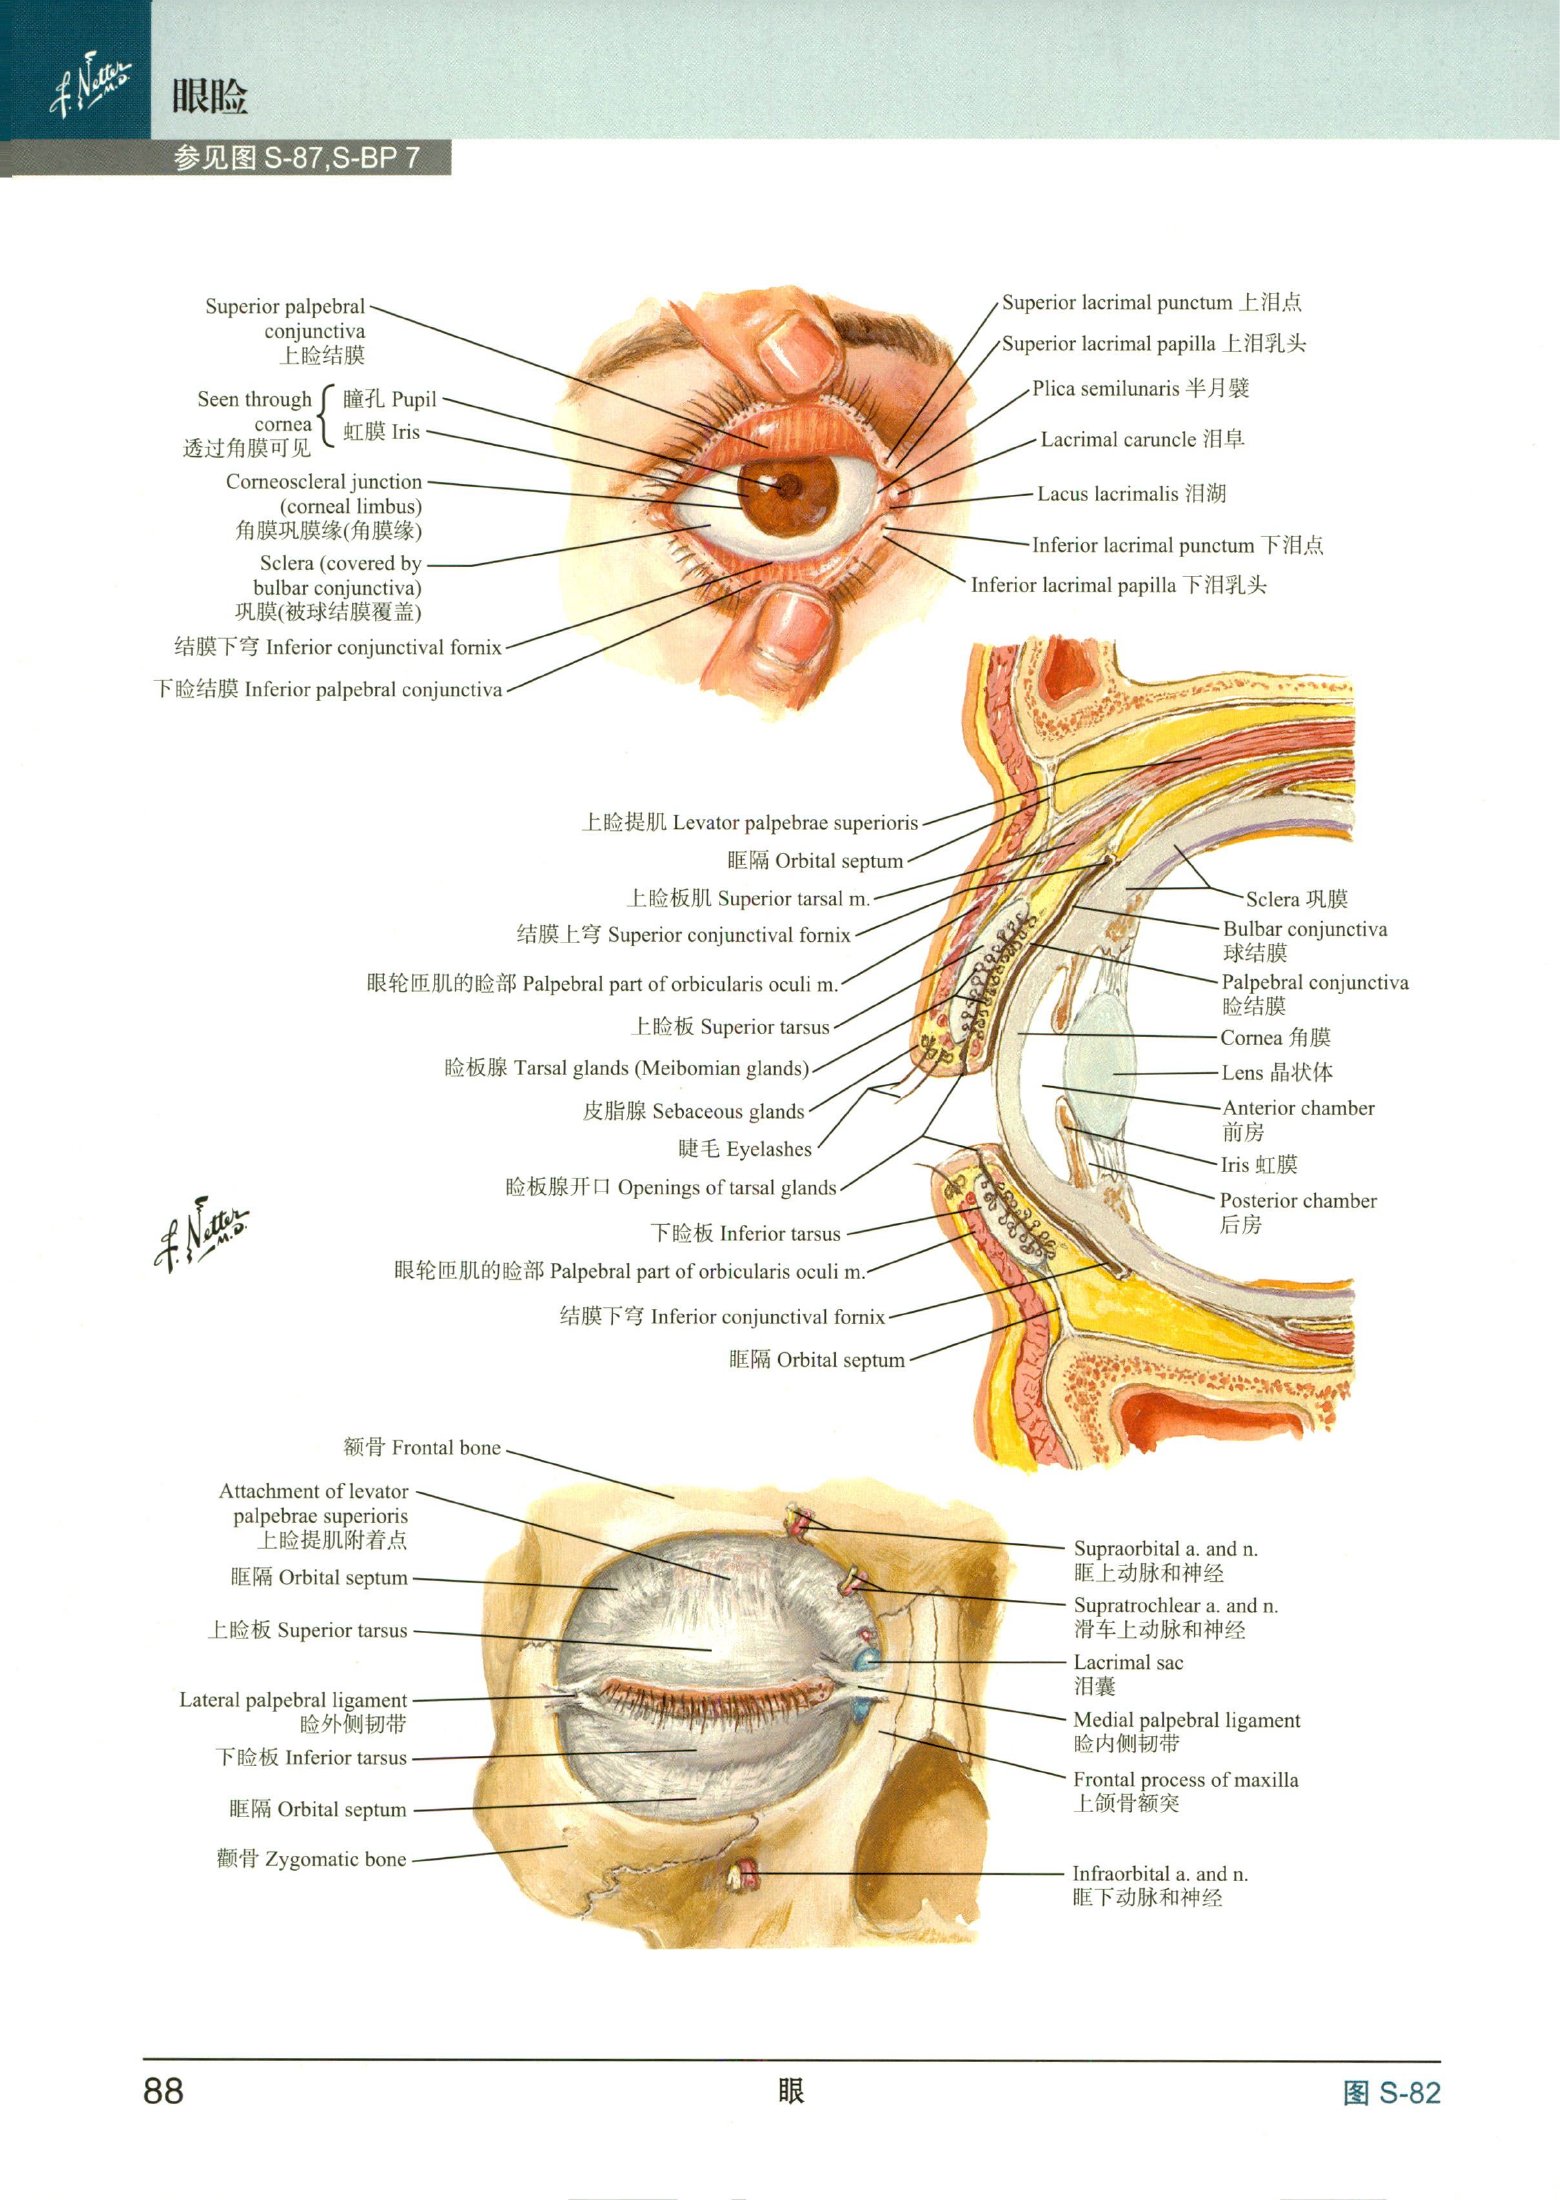 F. Netter M.D.
眼睑
参见图 S-87,S-BP 7
Superior palpebral
conjunctiva
上睑结膜
Seen through
cornea
透过角膜可见
瞳孔 Pupil
虹膜 Iris
Corneoscleral junction
(corneal limbus)
角膜巩膜缘(角膜缘)
Sclera (covered by
bulbar conjunctiva)
巩膜(被球结膜覆盖)
结膜下穹 Inferior conjunctival fornix
下睑结膜 Inferior palpebral conjunctiva
Superior lacrimal punctum 上泪点
Superior lacrimal papilla 上泪乳头
Plica semilunaris 半月襞
Lacrimal caruncle 泪阜
Lacus lacrimalis 泪湖
Inferior lacrimal punctum 下泪点
Inferior lacrimal papilla 下泪乳头
上睑提肌 Levator palpebrae superioris
眶隔 Orbital septum
上睑板肌 Superior tarsal m.
结膜上穹 Superior conjunctival fornix
眼轮匝肌的睑部 Palpebral part of orbicularis oculi m.
上睑板 Superior tarsus
睑板腺 Tarsal glands (Meibomian glands)
皮脂腺 Sebaceous glands
睫毛 Eyelashes
睑板腺开口 Openings of tarsal glands
下睑板 Inferior tarsus
眼轮匝肌的睑部 Palpebral part of orbicularis oculi m.
结膜下穹 Inferior conjunctival fornix
眶隔 Orbital septum
Sclera 巩膜
Bulbar conjunctiva
球结膜
Palpebral conjunctiva
睑结膜
Cornea 角膜
Lens 晶状体
Anterior chamber
前房
Iris 虹膜
Posterior chamber
后房
F. Netter M.D.
额骨 Frontal bone
Attachment of levator
palpebrae superioris
上睑提肌附着点
眶隔 Orbital septum
上睑板 Superior tarsus
Lateral palpebral ligament
睑外侧韧带
下睑板 Inferior tarsus
眶隔 Orbital septum
颧骨 Zygomatic bone
Supraorbital a. and n.
眶上动脉和神经
Supratrochlear a. and n.
滑车上动脉和神经
Lacrimal sac
泪囊
Medial palpebral ligament
睑内侧韧带
Frontal process of maxilla
上颌骨额突
Infraorbital a. and n.
眶下动脉和神经
88
眼
图 S-82